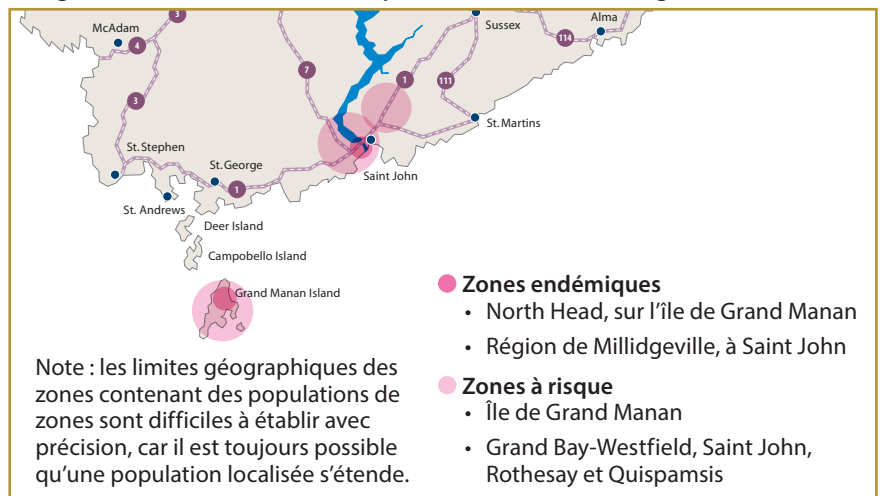 3
McAdam
4
Sussex
Alma
114
7
1
111
3
St. Martins
St. Stephen
St. George
Saint John
1
St. Andrews
Deer Island
Campobello Island
Grand Manan Island
Zones endémiques
• North Head, sur l’île de Grand Manan
• Région de Millidgeville, à Saint John
Zones à risque
• Île de Grand Manan
• Grand Bay-Westfield, Saint John,
Rothesay et Quispamsis
Note : les limites géographiques des
zones contenant des populations de
zones sont difficiles à établir avec
précision, car il est toujours possible
qu’une population localisée s’étende.